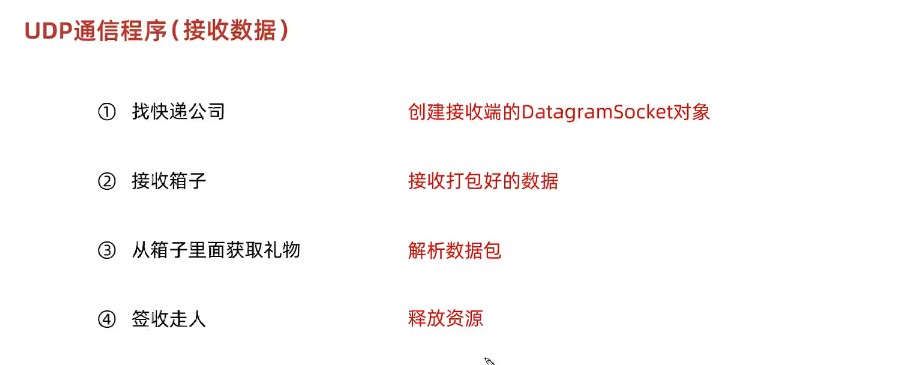 UDP通信程序(接收数据)
① 找快递公司 创建接收端的DatagramSocket对象
② 接收箱子 接收打包好的数据
③ 从箱子里面获取礼物 解析数据包
④ 签收走人 释放资源